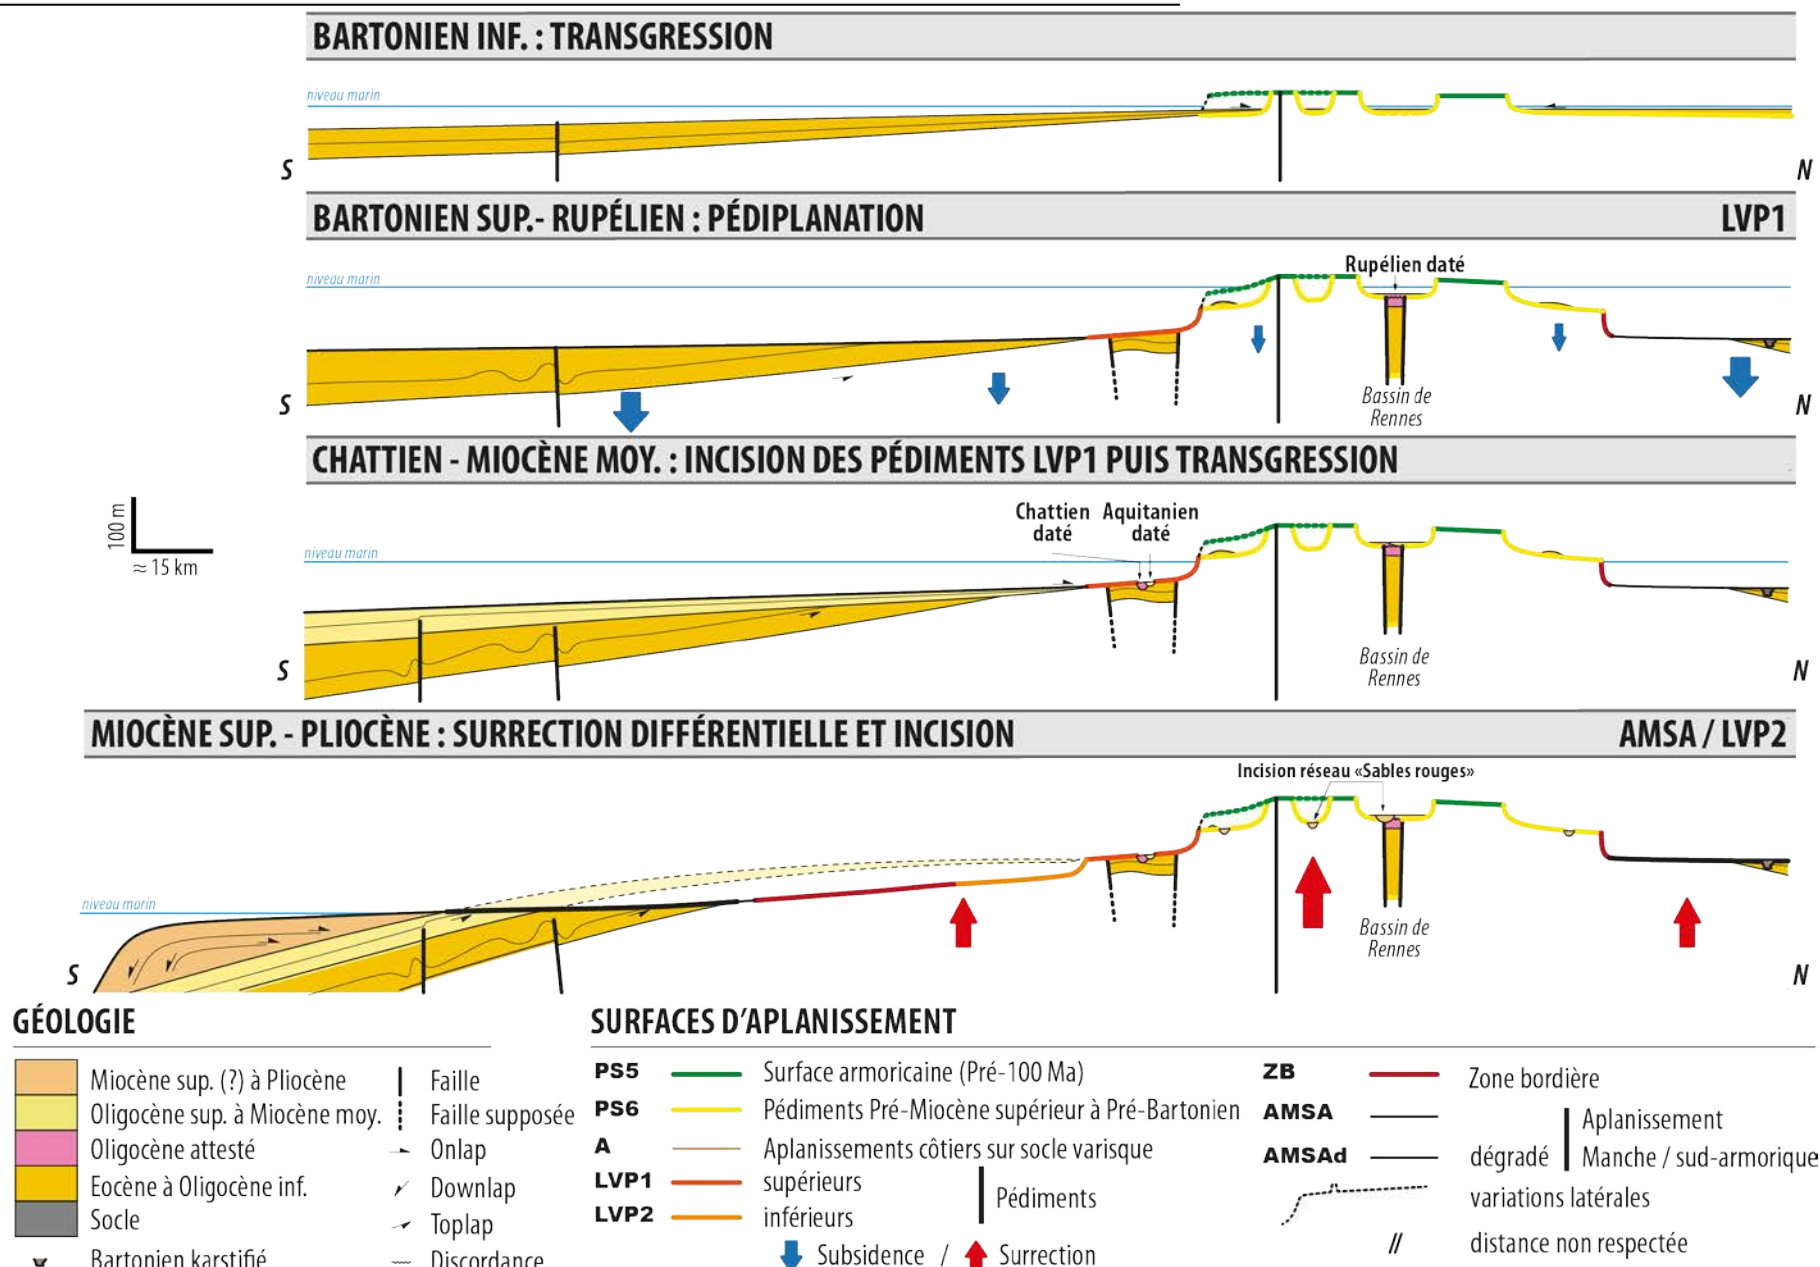 BARTONIEN INF. : TRANSGRESSION
niveau marin
S
N
BARTONIEN SUP.- RUPÉLIEN : PÉDIPLANATION
LVP1
niveau marin
Rupélien daté
Bassin de
Rennes
S
N
CHATTIEN - MIOCÈNE MOY. : INCISION DES PÉDIMENTS LVP1 PUIS TRANSGRESSION
100 m
≈ 15 km
niveau marin
Chattien
daté
Aquitanien
daté
Bassin de
Rennes
S
N
MIOCÈNE SUP. - PLIOCÈNE : SURRECTION DIFFÉRENTIELLE ET INCISION
AMSA / LVP2
Incision réseau «Sables rouges»
niveau marin
Bassin de
Rennes
S
N
GÉOLOGIE
Miocène sup. (?) à Pliocène
Oligocène sup. à Miocène moy.
Oligocène attesté
Eocène à Oligocène inf.
Socle
Bartonien karstifié
Faille
Faille supposée
Onlap
Downlap
Toplap
Discordance
SURFACES D'APLANISSEMENT
PS5 Surface armoricaine (Pré-100 Ma)
PS6 Pédiments Pré-Miocène supérieur à Pré-Bartonien
A Aplanissements côtiers sur socle varisque
LVP1 supérieurs
LVP2 inférieurs
Pédiments
Subsidence / Surrection
ZB Zone bordière
AMSA
AMSAd dégradé
Aplanissement
Manche / sud-armorique
variations latérales
// distance non respectée